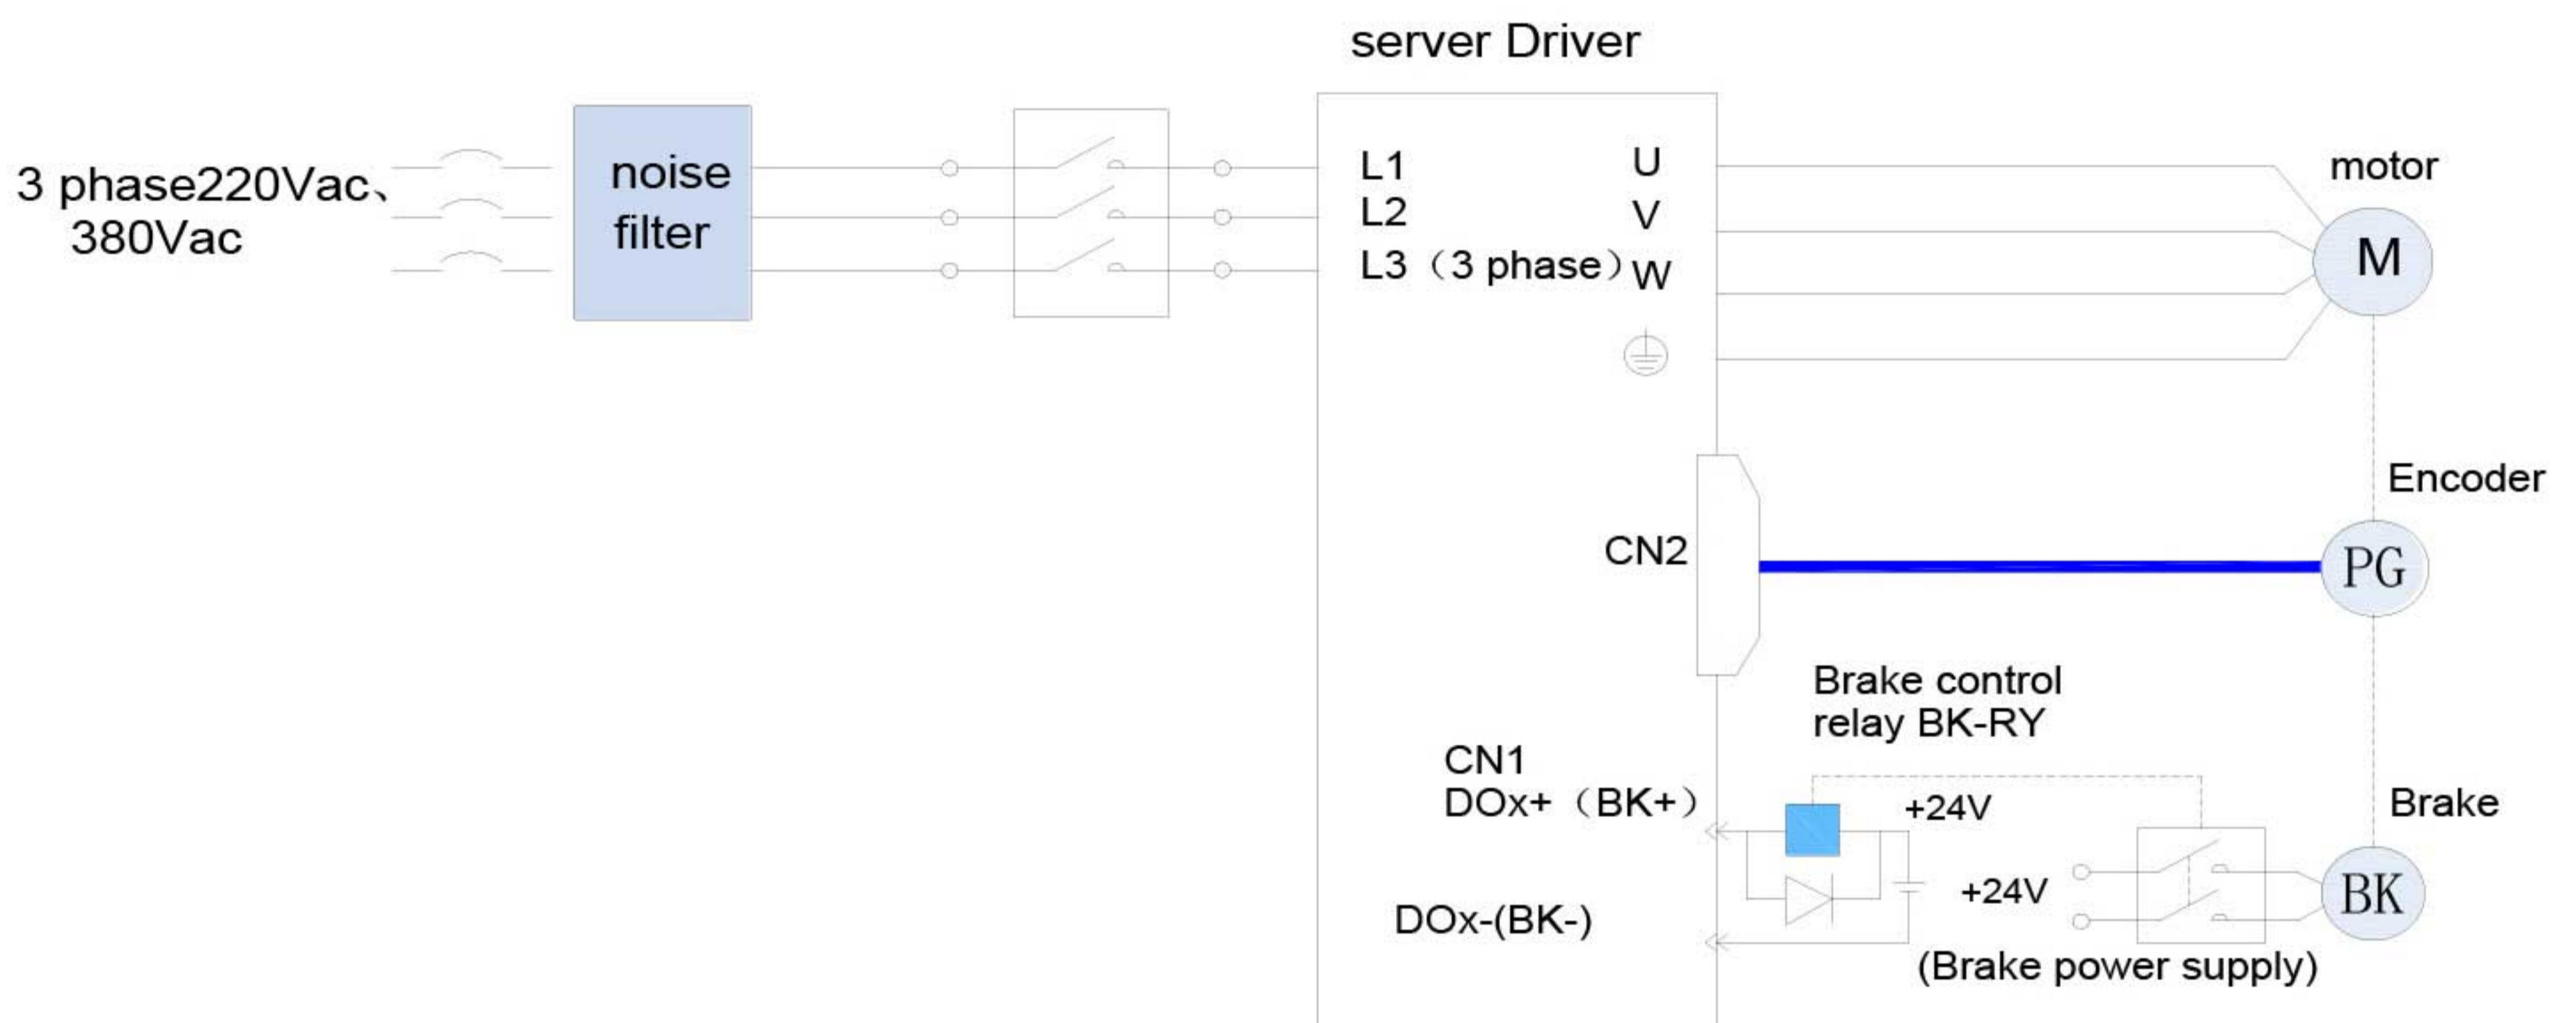 server Driver
3 phase220Vac、
380Vac
noise
filter
L1
L2
L3（3 phase）
U
V
W
motor
M
Encoder
CN2
PG
Brake control
relay BK-RY
CN1
DOx+（BK+）
+24V
Brake
+24V
BK
DOx-(BK-)
(Brake power supply)